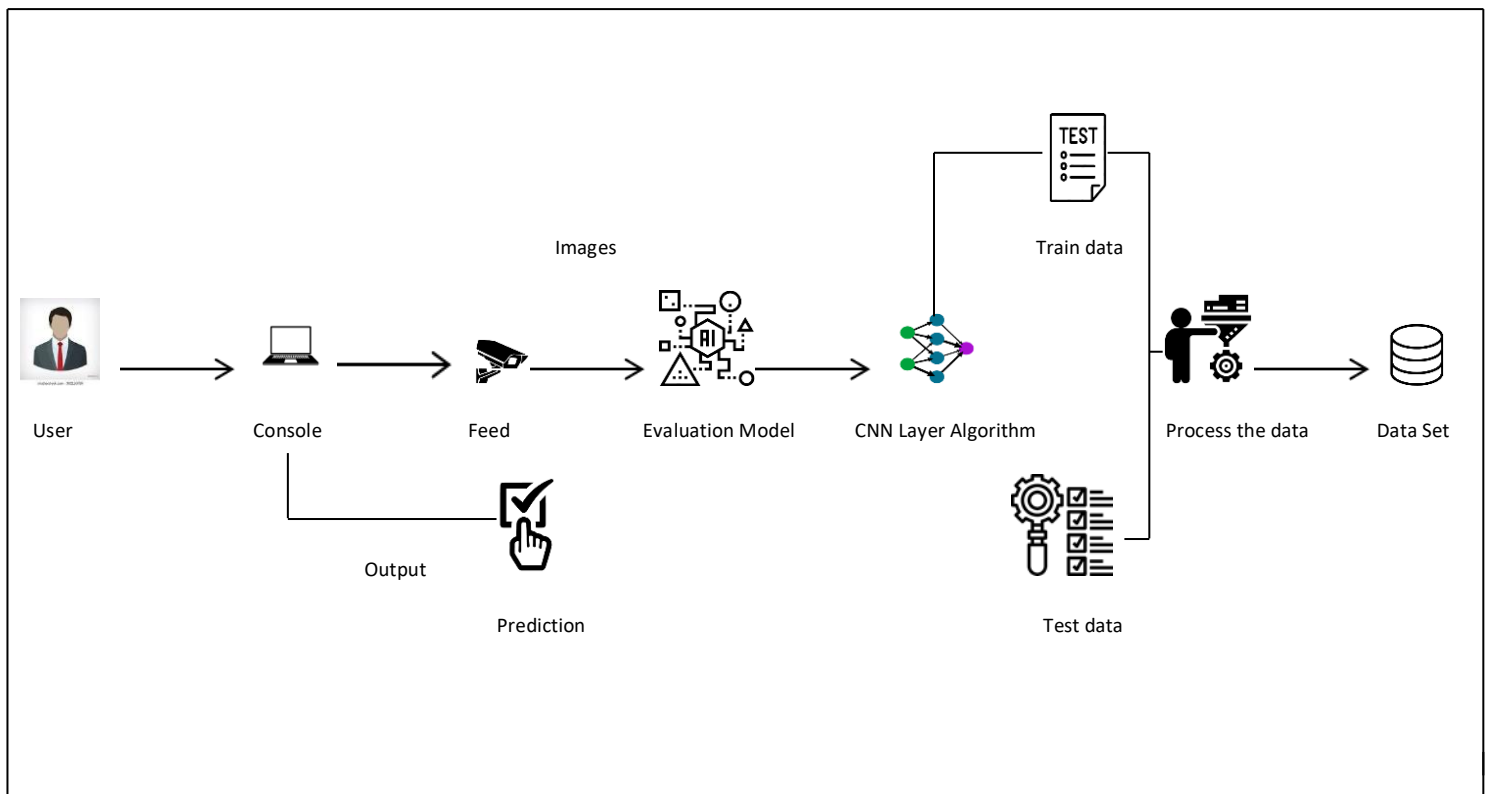 TEST
Images
Train data
AI
User
Console
Feed
Evaluation Model
CNN Layer Algorithm
Process the data
Data Set
Output
Prediction
Test data